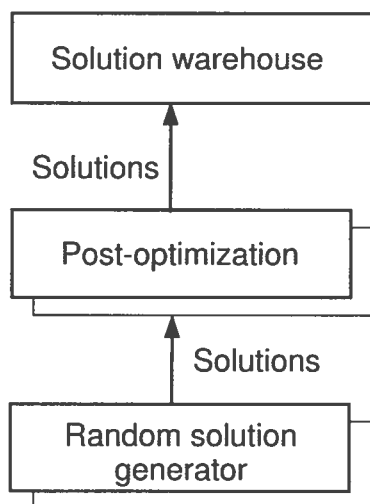 Solution warehouse
Solutions
Post-optimization
Solutions
Random solution
generator